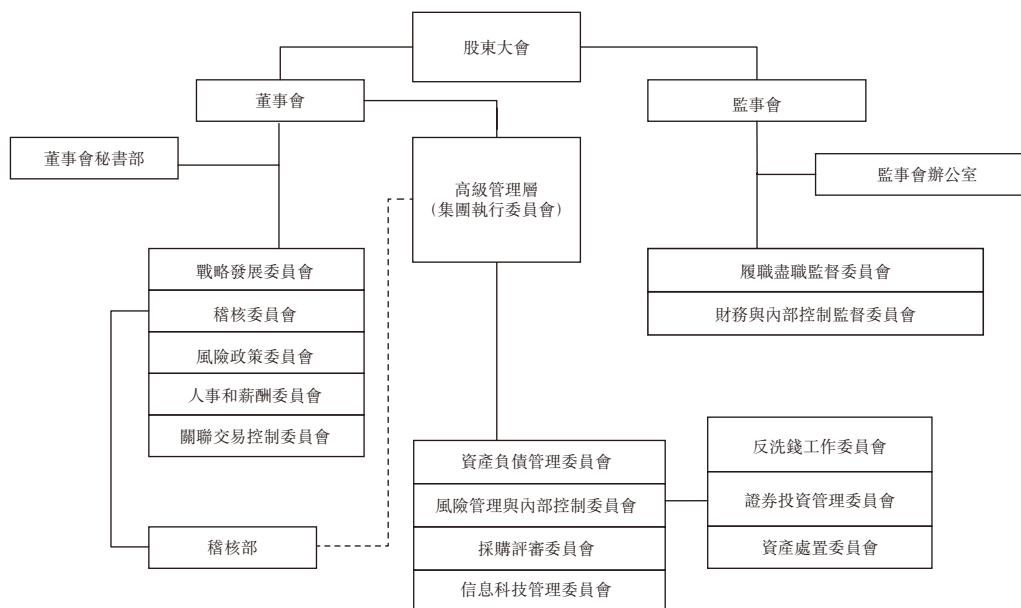 股東大會
董事會
監事會
董事會秘書部
高級管理層
(集團執行委員會)
監事會辦公室
戰略發展委員會
稽核委員會
風險政策委員會
人事和薪酬委員會
關聯交易控制委員會
履職盡職監督委員會
財務與內部控制監督委員會
資產負債管理委員會
風險管理與內部控制委員會
採購評審委員會
信息科技管理委員會
反洗錢工作委員會
證券投資管理委員會
資產處置委員會
稽核部